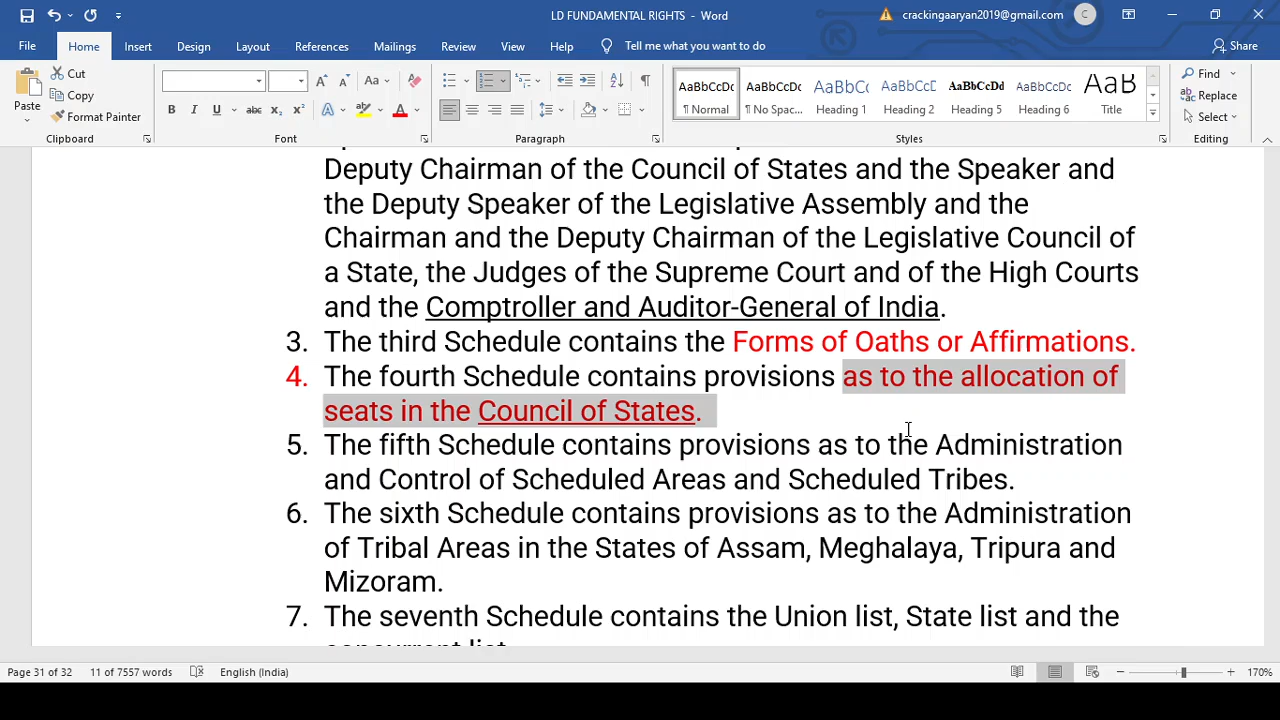 LD FUNDAMENTAL RIGHTS - Word
crackingaaryan2019@gmail.com
C
File Home Insert Design Layout References Mailings Review View Help Tell me what you want to do Share
Paste
Cut
Copy
Format Painter
Clipboard
Aa
B I U abc x₂ x² A A
Font
Paragraph
AaBbCcDd AaBbCcDd AaBbC AaBbCcD AaBbCcDd AaBbCcDd AaB
¶ Normal ¶ No Spac... Heading 1 Heading 2 Heading 5 Heading 6 Title
Styles
Find
Replace
Select
Editing
Deputy Chairman of the Council of States and the Speaker and
the Deputy Speaker of the Legislative Assembly and the
Chairman and the Deputy Chairman of the Legislative Council of
a State, the Judges of the Supreme Court and of the High Courts
and the Comptroller and Auditor-General of India.
3. The third Schedule contains the Forms of Oaths or Affirmations.
4. The fourth Schedule contains provisions as to the allocation of
seats in the Council of States.
5. The fifth Schedule contains provisions as to the Administration
and Control of Scheduled Areas and Scheduled Tribes.
6. The sixth Schedule contains provisions as to the Administration
of Tribal Areas in the States of Assam, Meghalaya, Tripura and
Mizoram.
7. The seventh Schedule contains the Union list, State list and the
concurrent list.
Page 31 of 32 11 of 7557 words English (India) 170%